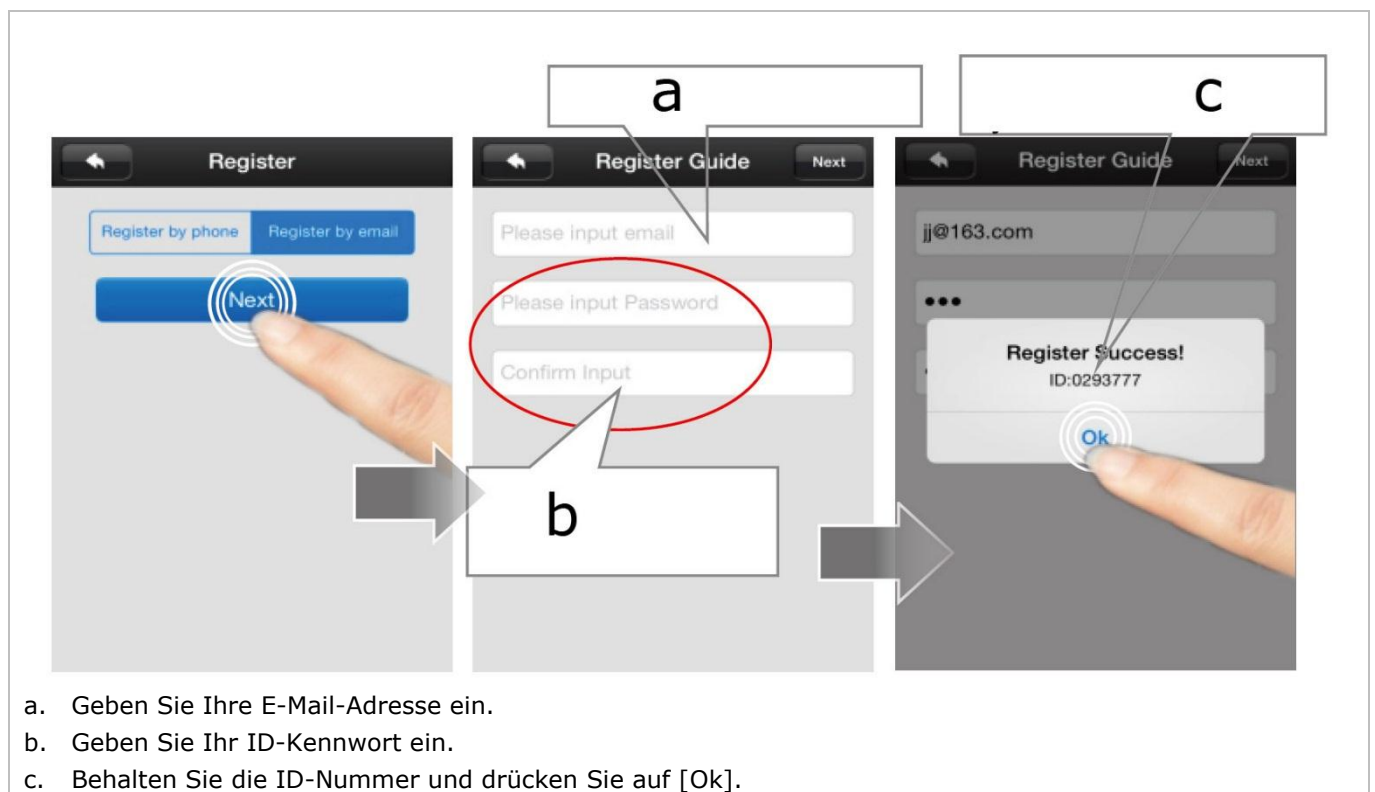 a
c
Register
Register by phone
Register by email
Next
Register Guide
Next
Please input email
Please input Password
Confirm Input
b
Register Guide
Next
jj@163.com
•••
Register Success!
ID:0293777
Ok
a. Geben Sie Ihre E-Mail-Adresse ein.
b. Geben Sie Ihr ID-Kennwort ein.
c. Behalten Sie die ID-Nummer und drücken Sie auf [Ok].